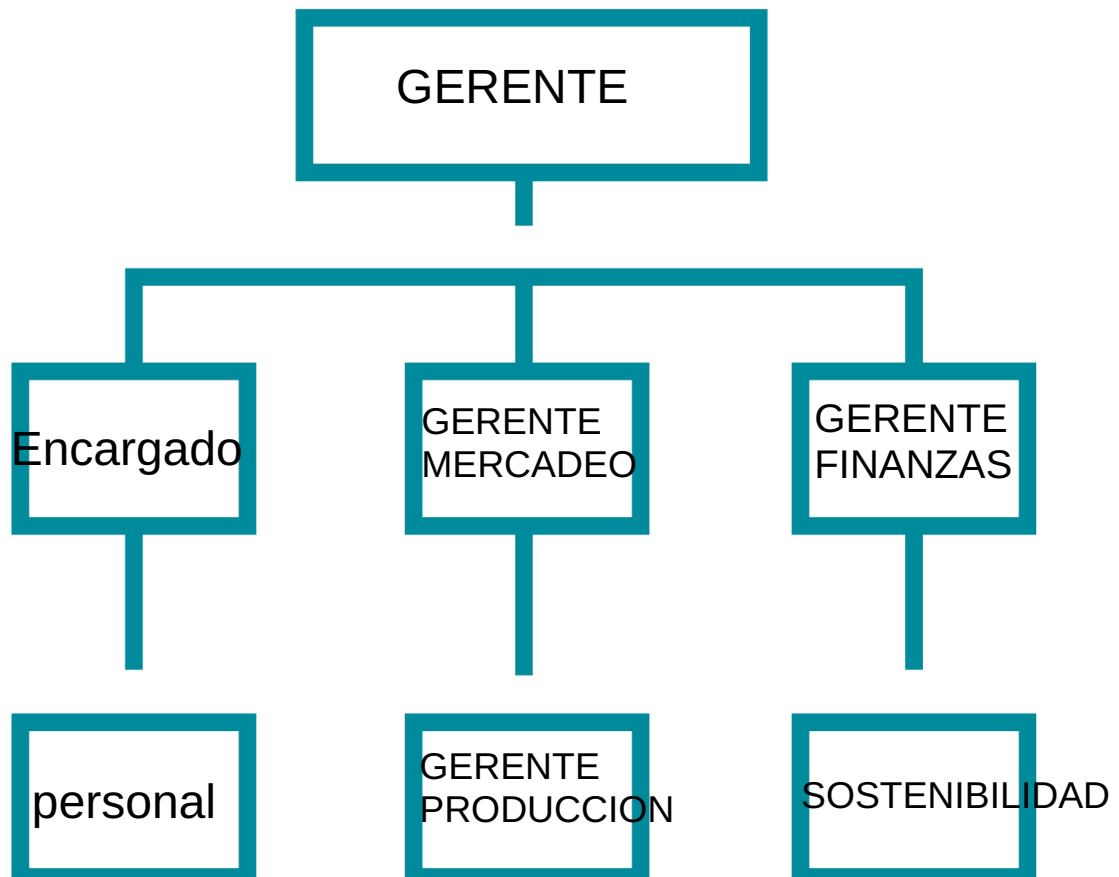 GERENTE
Encargado
GERENTE
MERCADEO
GERENTE
FINANZAS
personal
GERENTE
PRODUCCION
SOSTENIBILIDAD